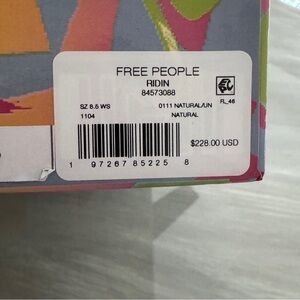 FREE PEOPLE
RIDIN
84573088
FL_46
SZ 8.5 WS 0111 NATURAL/UN
1104 NATURAL
$228.00 USD
1 97267 85225 8